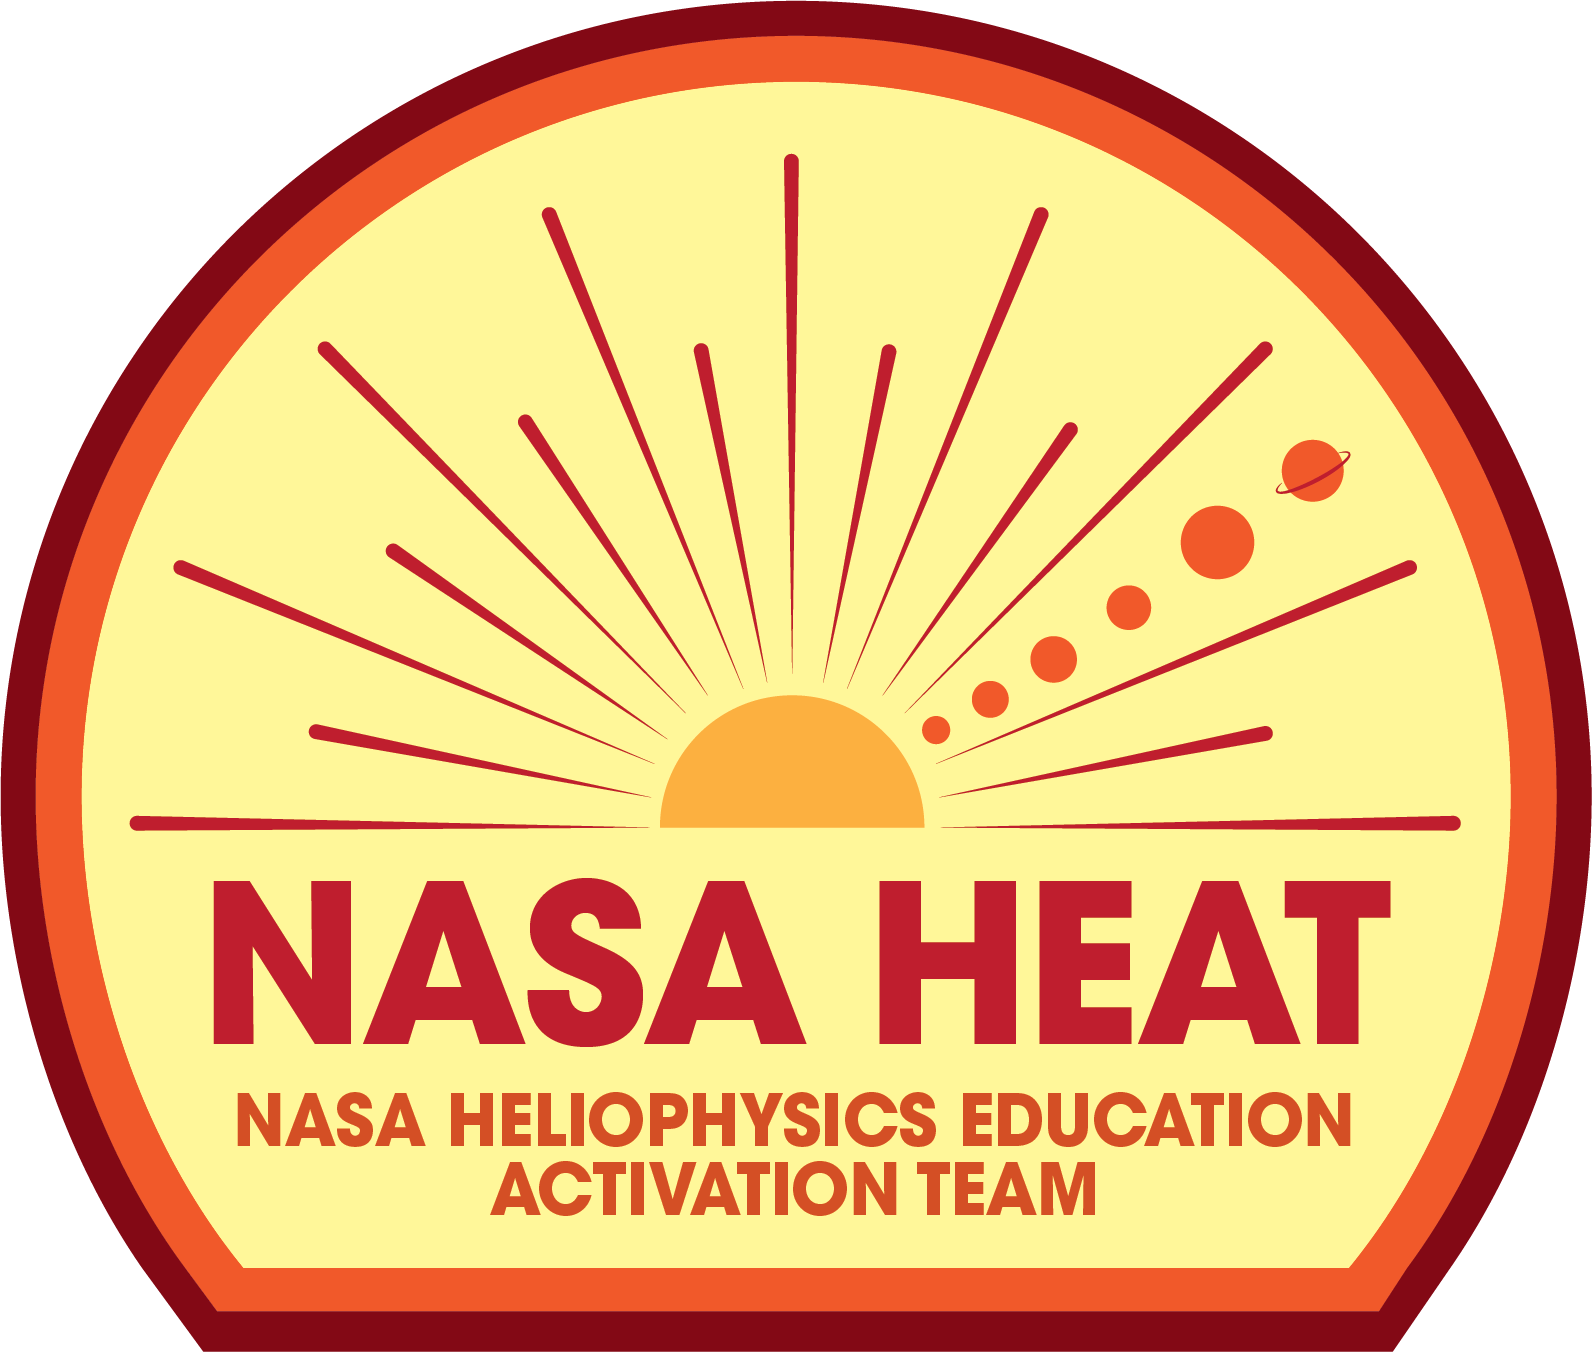 NASA HEAT
NASA HELIOPHYSICS EDUCATION
ACTIVATION TEAM